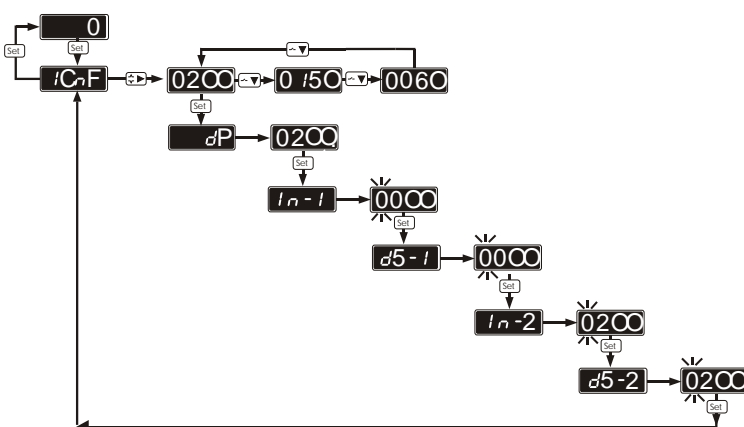 0
Set
Set
1CnF
0200
0150
0060
Set
dP
0200.
Set
In-1
0000
Set
d5-1
0000
Set
In-2
0200
Set
d5-2
0200
Set